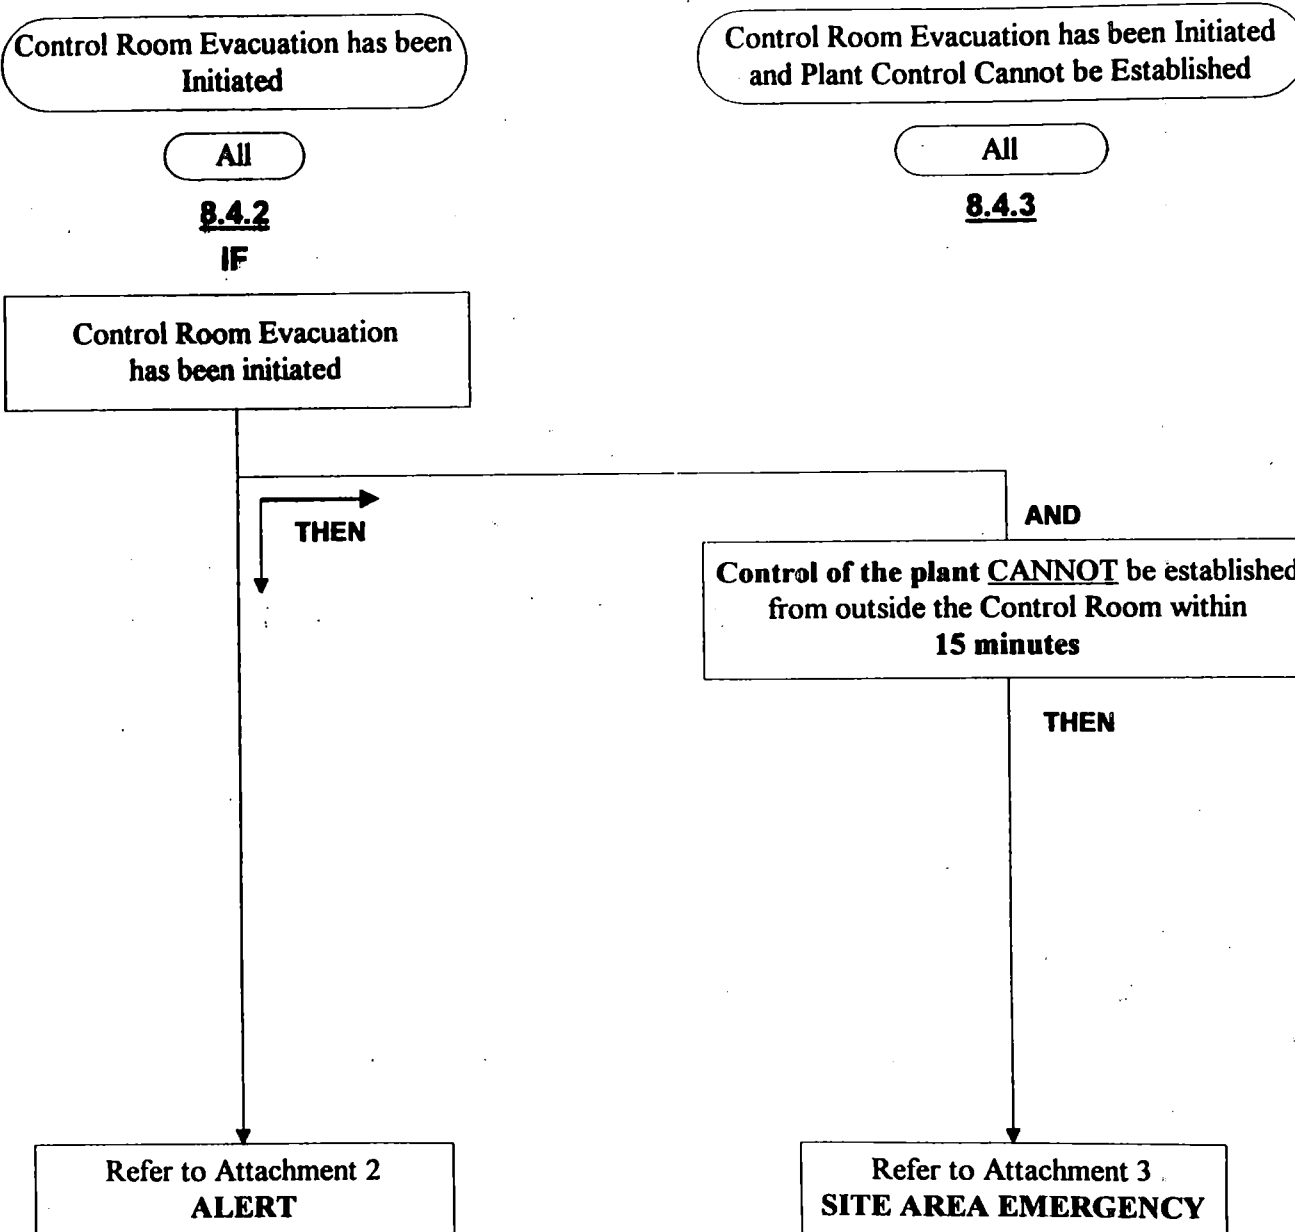 Control Room Evacuation has been
Initiated
All
8.4.2
IF
Control Room Evacuation
has been initiated
THEN
Refer to Attachment 2
ALERT
Control Room Evacuation has been Initiated
and Plant Control Cannot be Established
All
8.4.3
AND
Control of the plant CANNOT be established
from outside the Control Room within
15 minutes
THEN
Refer to Attachment 3
SITE AREA EMERGENCY